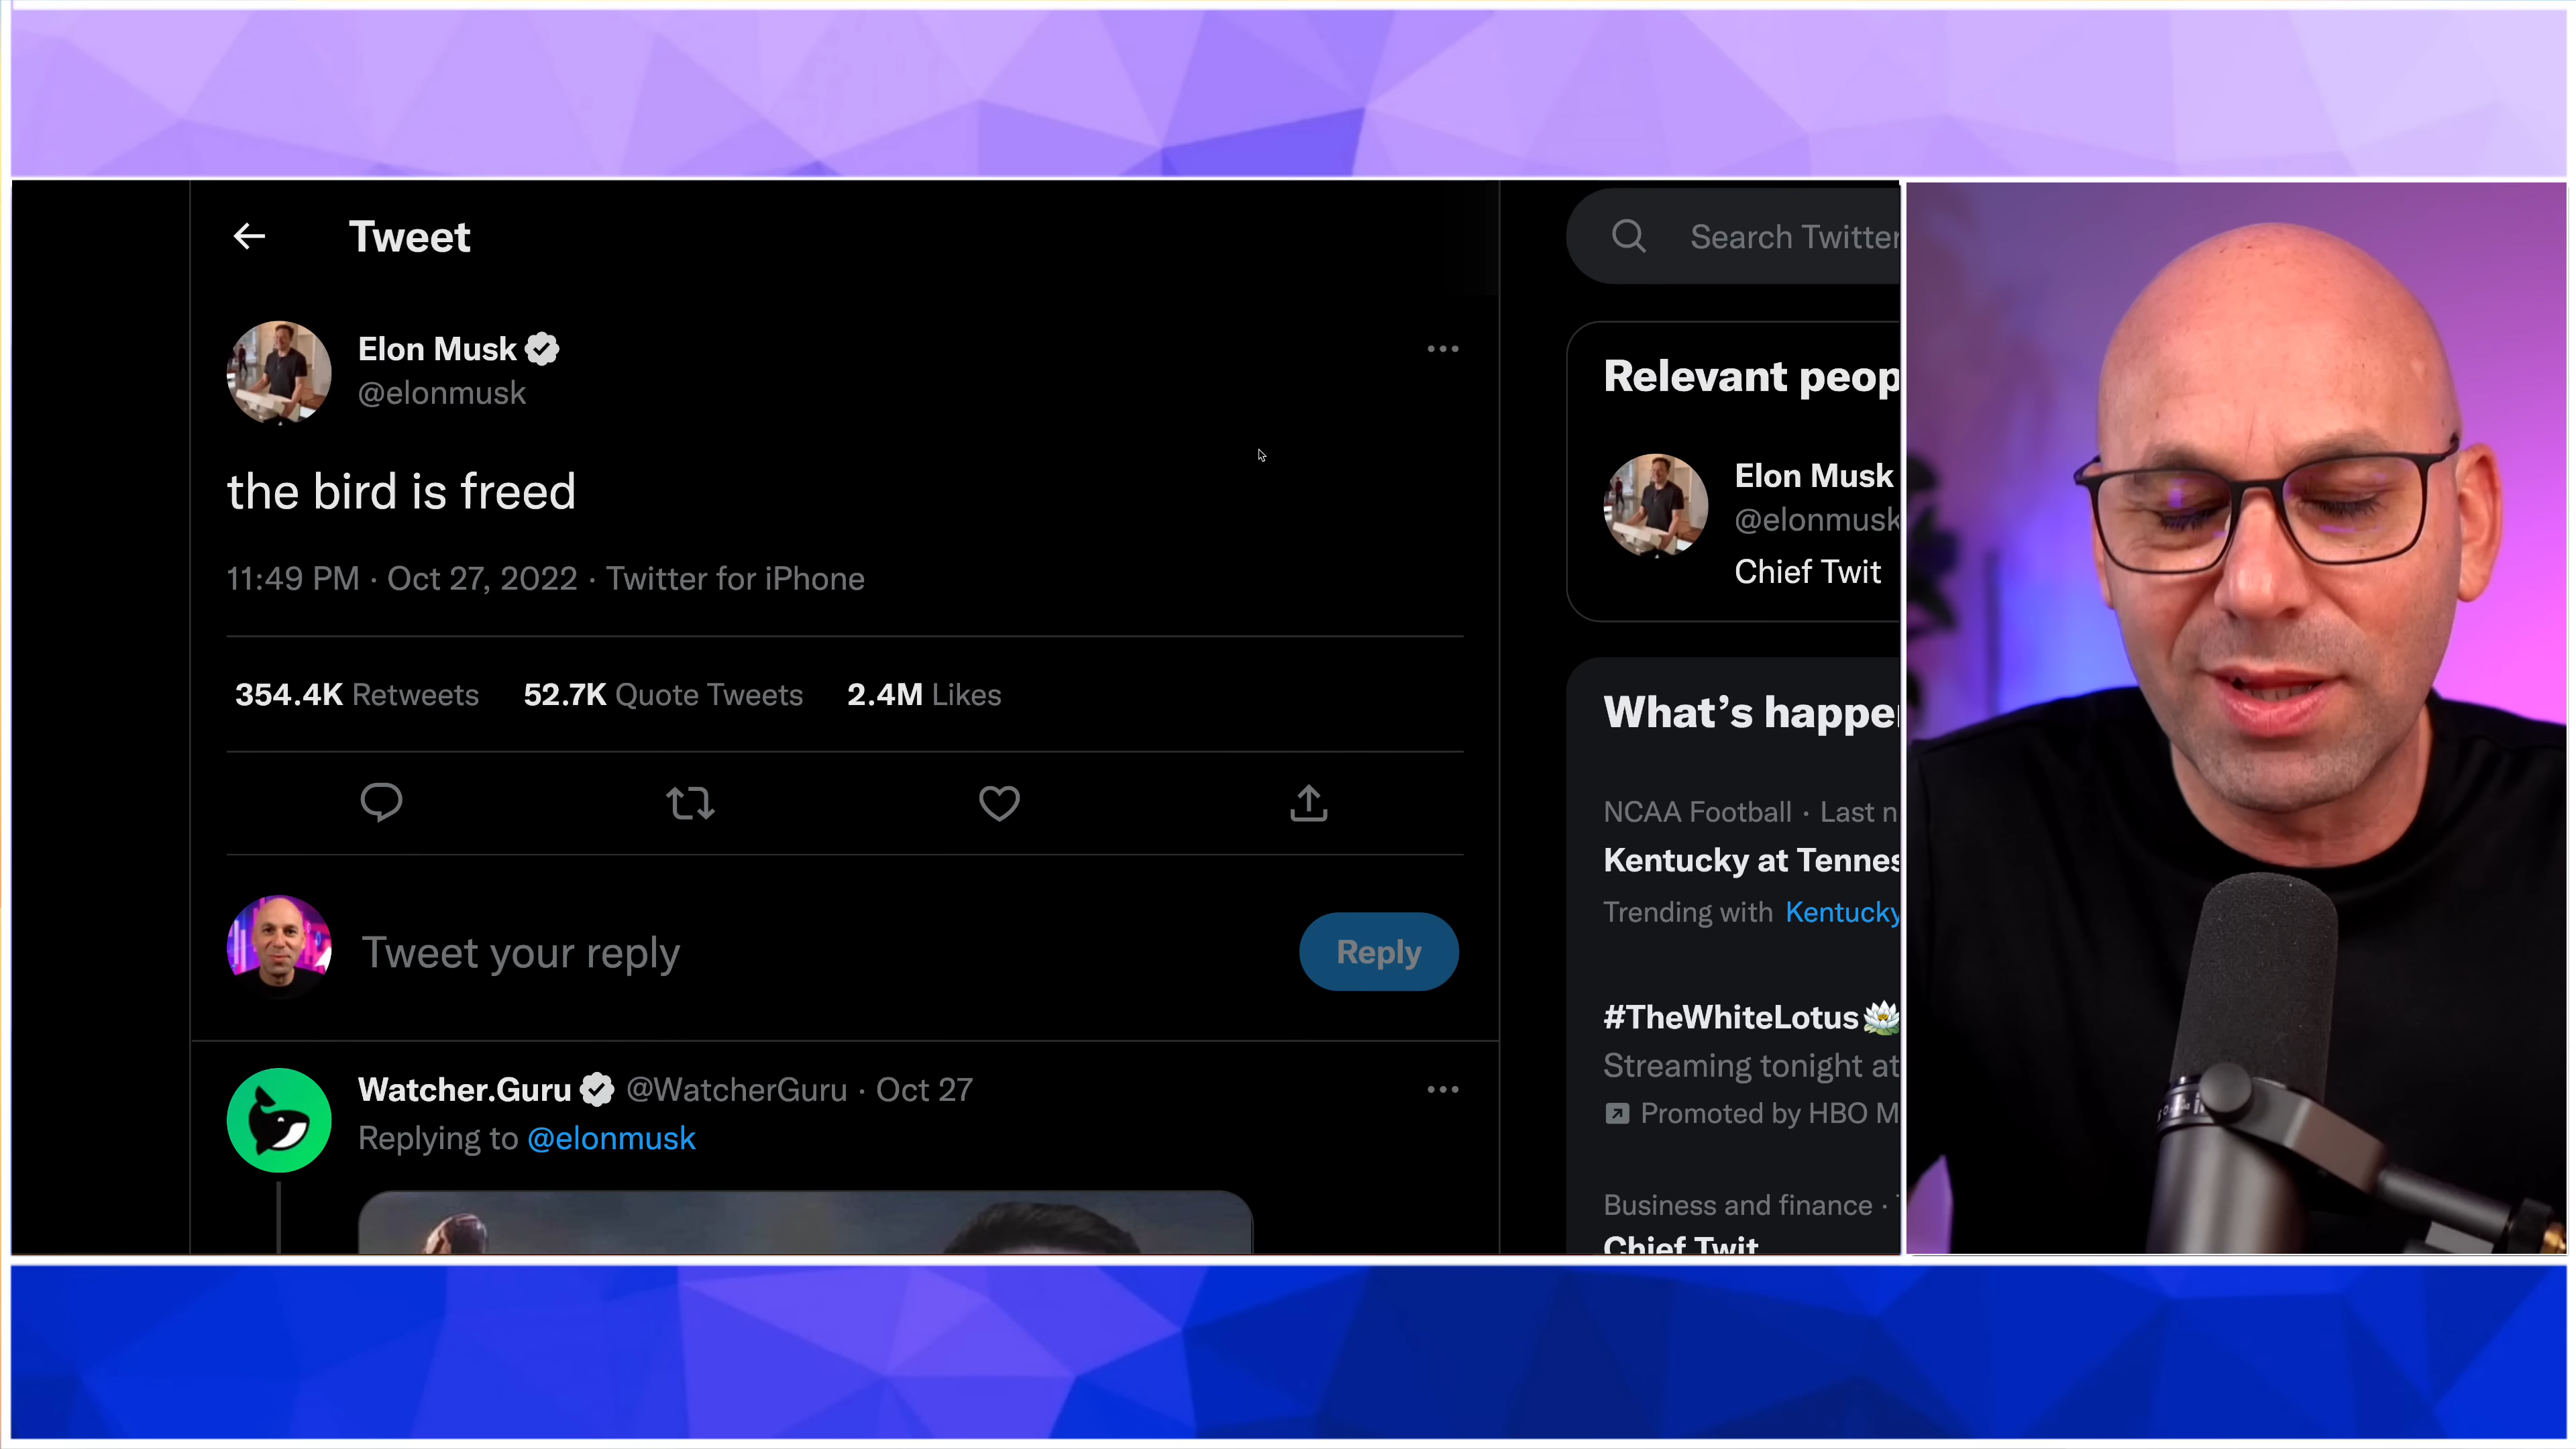 Tweet
Elon Musk
@elonmusk
the bird is freed
11:49 PM · Oct 27, 2022 · Twitter for iPhone
354.4K Retweets 52.7K Quote Tweets 2.4M Likes
Tweet your reply
Reply
Watcher.Guru @WatcherGuru · Oct 27
Replying to @elonmusk
Search Twitter
Relevant peop
Elon Musk
@elonmusk
Chief Twit
What's happe
NCAA Football · Last n
Kentucky at Tennes
Trending with Kentucky
#TheWhiteLotus
Streaming tonight at
Promoted by HBO M
Business and finance ·
Chief Twit